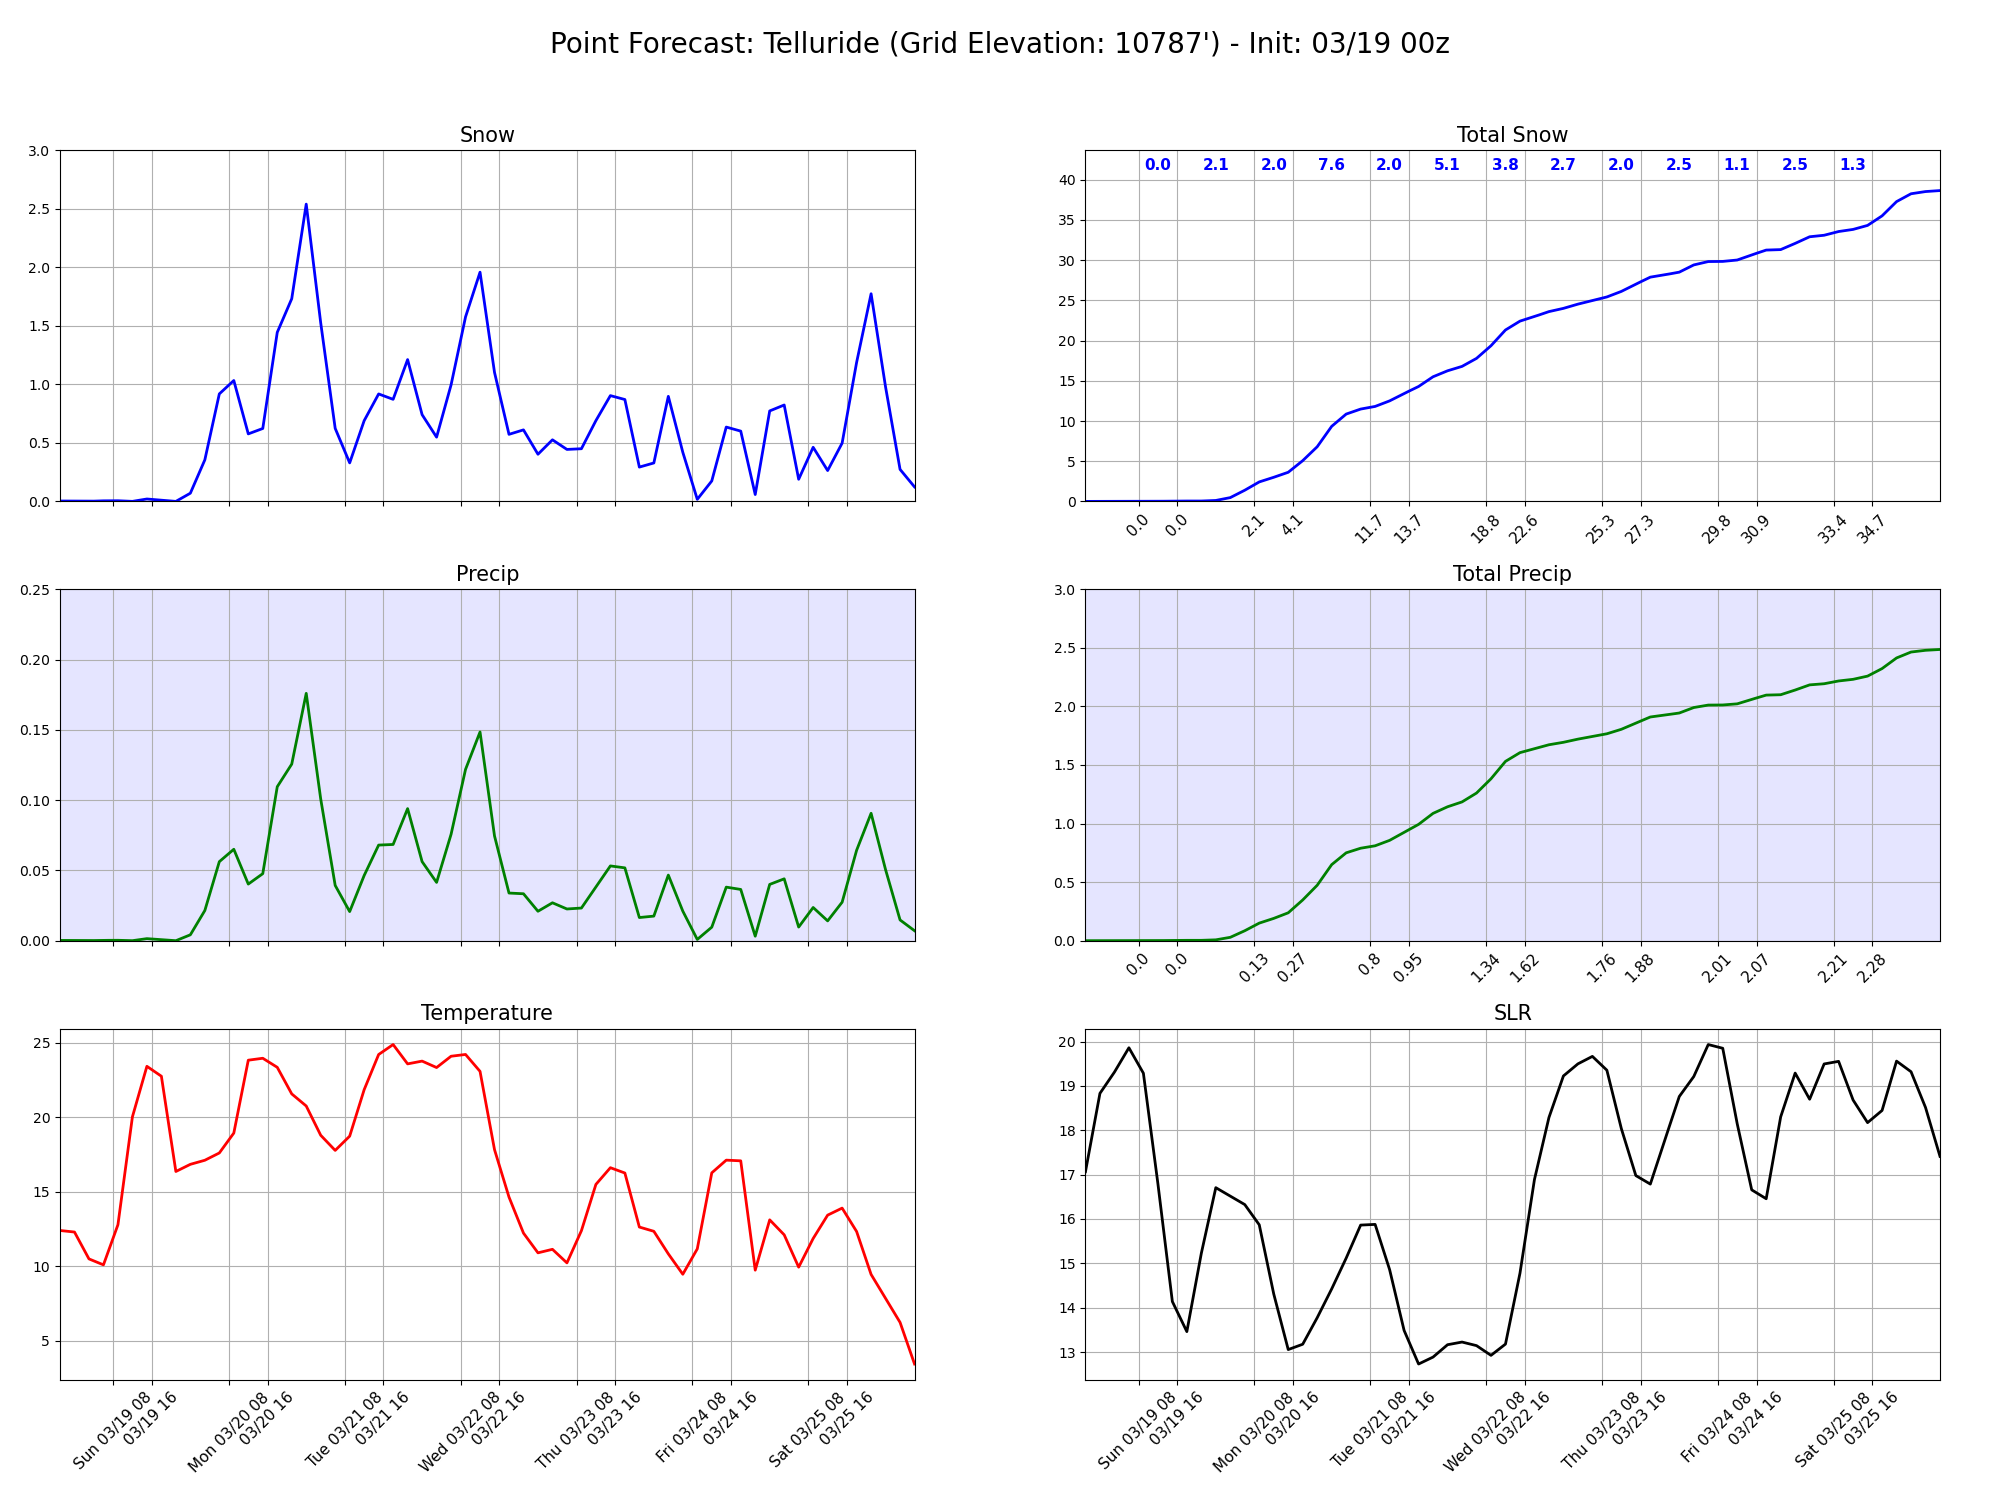 Point Forecast: Telluride (Grid Elevation: 10787') - Init: 03/19 00z
Snow
3.0
2.5
2.0
1.5
1.0
0.5
0.0
Total Snow
0.0 2.1 2.0 7.6 2.0 5.1 3.8 2.7 2.0 2.5 1.1 2.5 1.3
40
35
30
25
20
15
10
5
0
0.0 0.0 2.1 4.1 11.7 13.7 18.8 22.6 25.3 27.3 29.8 30.9 33.4 34.7
Precip
0.25
0.20
0.15
0.10
0.05
0.00
Total Precip
3.0
2.5
2.0
1.5
1.0
0.5
0.0
0.0 0.0 0.13 0.27 0.8 0.95 1.34 1.62 1.76 1.88 2.01 2.07 2.21 2.28
Temperature
25
20
15
10
5
Sun 03/19 08
03/19 16
Mon 03/20 08
03/20 16
Tue 03/21 08
03/21 16
Wed 03/22 08
03/22 16
Thu 03/23 08
03/23 16
Fri 03/24 08
03/24 16
Sat 03/25 08
03/25 16
SLR
20
19
18
17
16
15
14
13
Sun 03/19 08
03/19 16
Mon 03/20 08
03/20 16
Tue 03/21 08
03/21 16
Wed 03/22 08
03/22 16
Thu 03/23 08
03/23 16
Fri 03/24 08
03/24 16
Sat 03/25 08
03/25 16